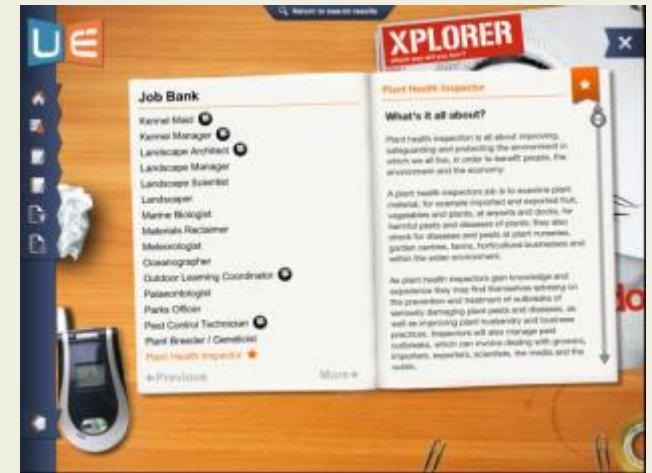 Return to search results
UE
XPLORER
Which way will you turn?
Job Bank
Kennel Maid
Kennel Manager
Landscape Architect
Landscape Manager
Landscape Scientist
Landscaper
Marine Biologist
Materials Reclaimer
Meteorologist
Oceanographer
Outdoor Learning Coordinator
Palaeontologist
Parks Officer
Pest Control Technician
Plant Breeder / Geneticist
Plant Health Inspector
Previous
More
Plant Health Inspector
What's it all about?
Plant health inspection is all about improving,
safeguarding and protecting the environment in
which we all live, in order to benefit people, the
environment and the economy.
A plant health inspectors job is to examine plant
material, for example imported and exported fruit,
vegetables and plants, at airports and docks, for
harmful pests and diseases of plants; they also
check for diseases and pests at plant nurseries,
garden centres, farms, horticultural businesses and
within the wider environment.
As plant health inspectors gain knowledge and
experience they may find themselves advising on
the prevention and treatment of outbreaks of
seriously damaging plant pests and diseases, as
well as improving plant husbandry and business
practices. Inspectors will also manage pest
outbreaks, which can involve dealing with growers,
importers, exporters, scientists, the media and the
public.